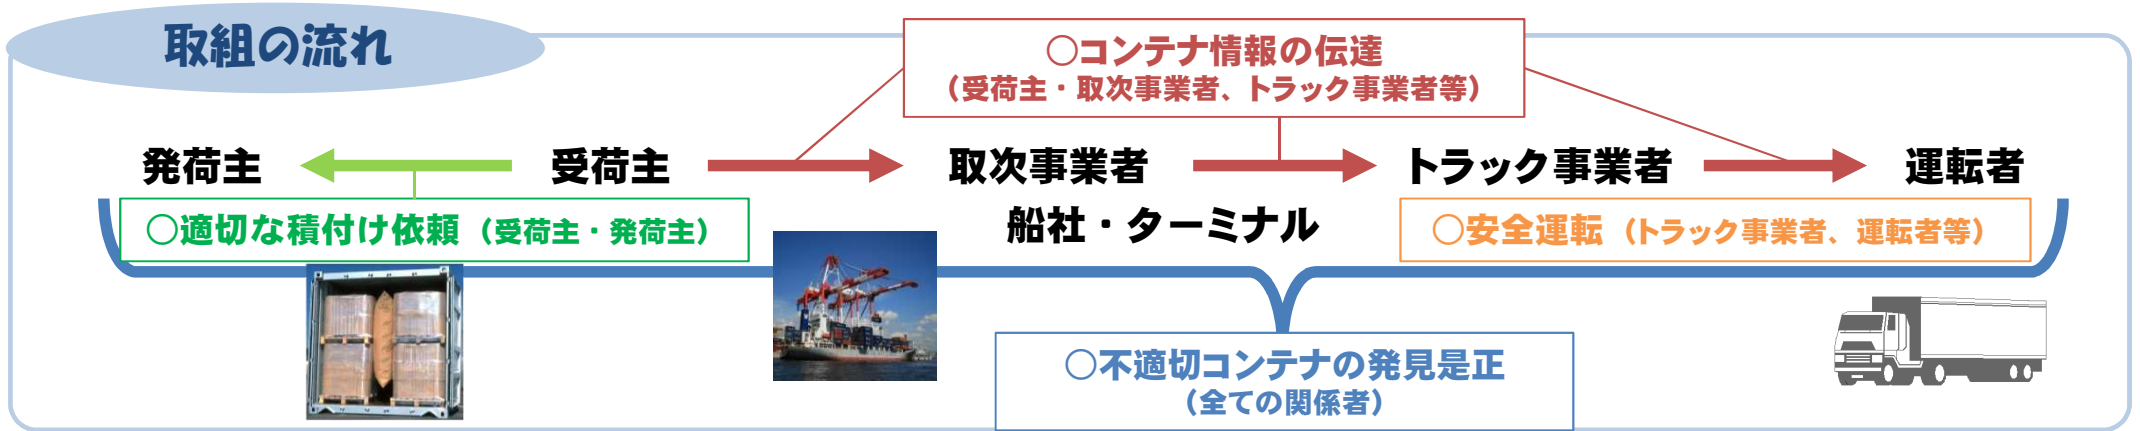 取組の流れ
○コンテナ情報の伝達
（受荷主・取次事業者、トラック事業者等）
発荷主
受荷主
取次事業者
トラック事業者
運転者
船社・ターミナル
○適切な積付け依頼（受荷主・発荷主）
○安全運転（トラック事業者、運転者等）
○不適切コンテナの発見是正
（全ての関係者）